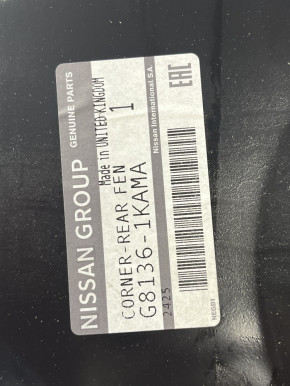 NISSAN GROUP GENUINE PARTS
Made in UNITED KINGDOM
CORNER-REAR FEN 1
G8136-1KAMA
2425
Nissan International SA
EAC